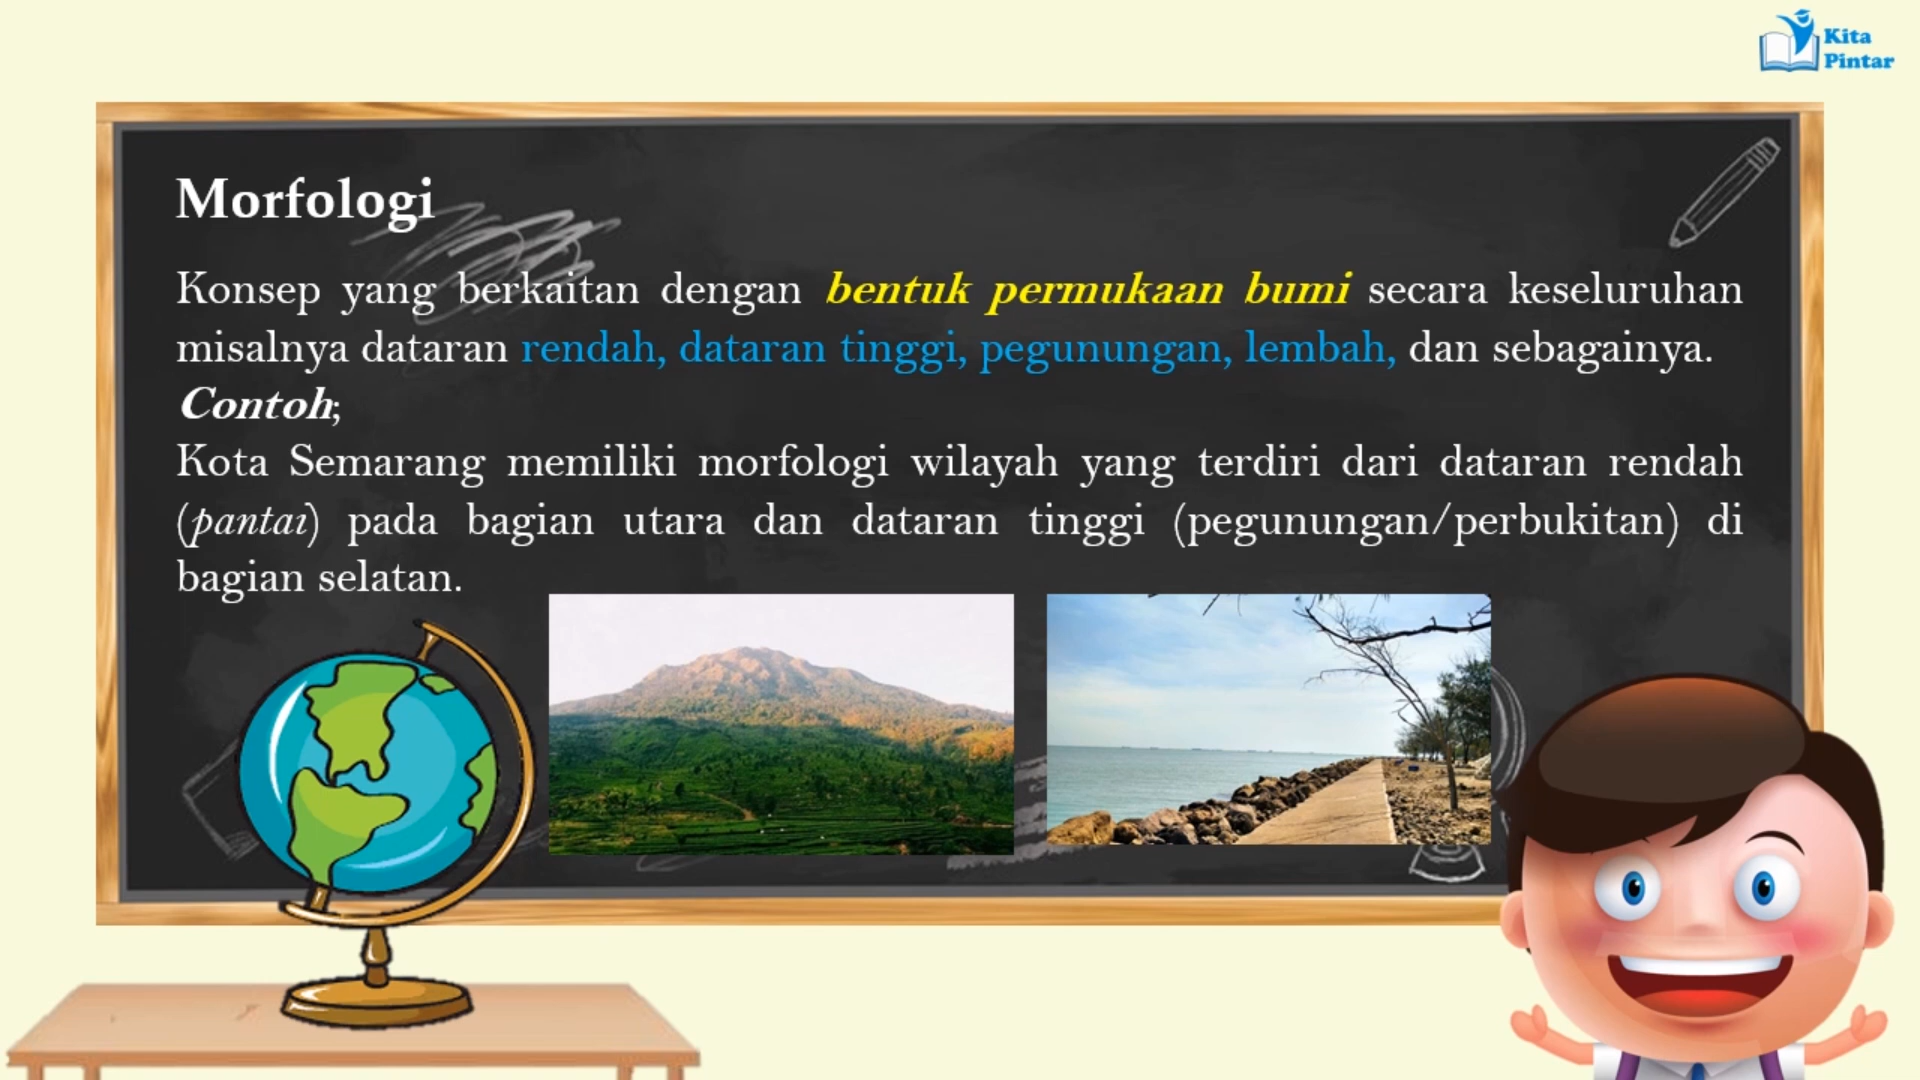 Kita
Pintar
Morfologi
Konsep yang berkaitan dengan bentuk permukaan bumi secara keseluruhan
misalnya dataran rendah, dataran tinggi, pegunungan, lembah, dan sebagainya.
Contoh;
Kota Semarang memiliki morfologi wilayah yang terdiri dari dataran rendah
(pantai) pada bagian utara dan dataran tinggi (pegunungan/perbukitan) di
bagian selatan.